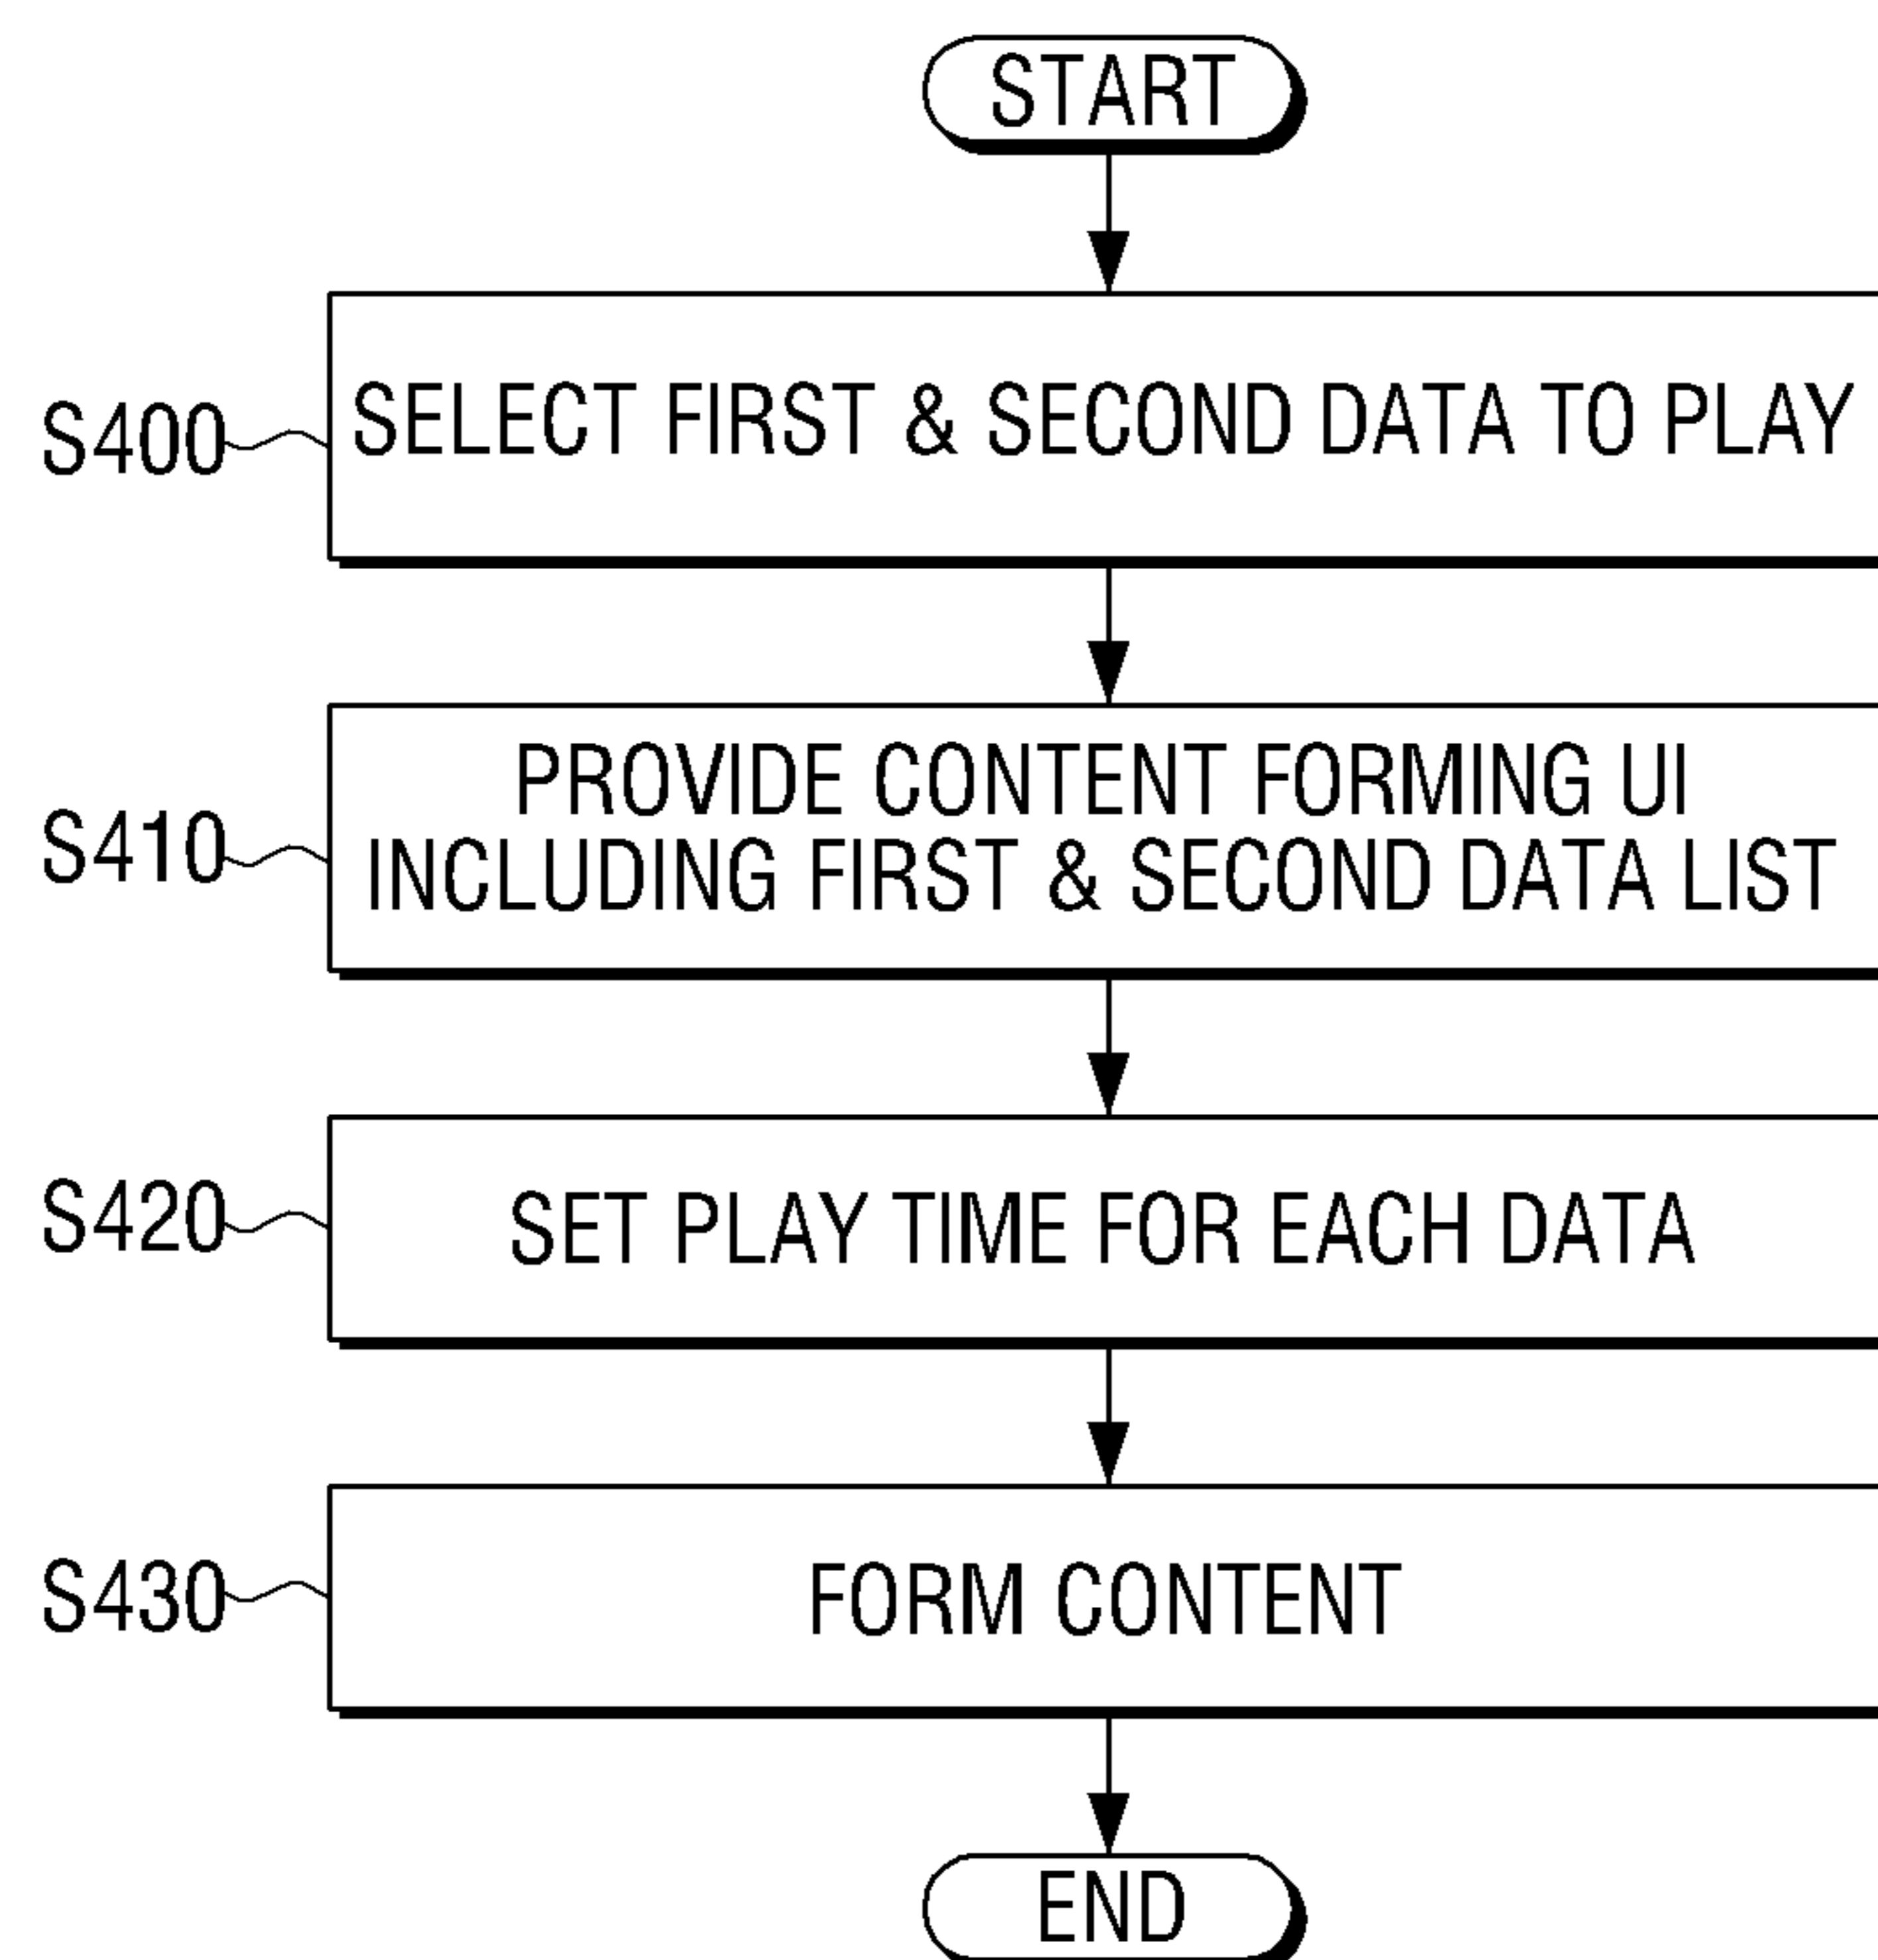 START
S400
SELECT FIRST & SECOND DATA TO PLAY
S410
PROVIDE CONTENT FORMING UI
INCLUDING FIRST & SECOND DATA LIST
S420
SET PLAY TIME FOR EACH DATA
S430
FORM CONTENT
END